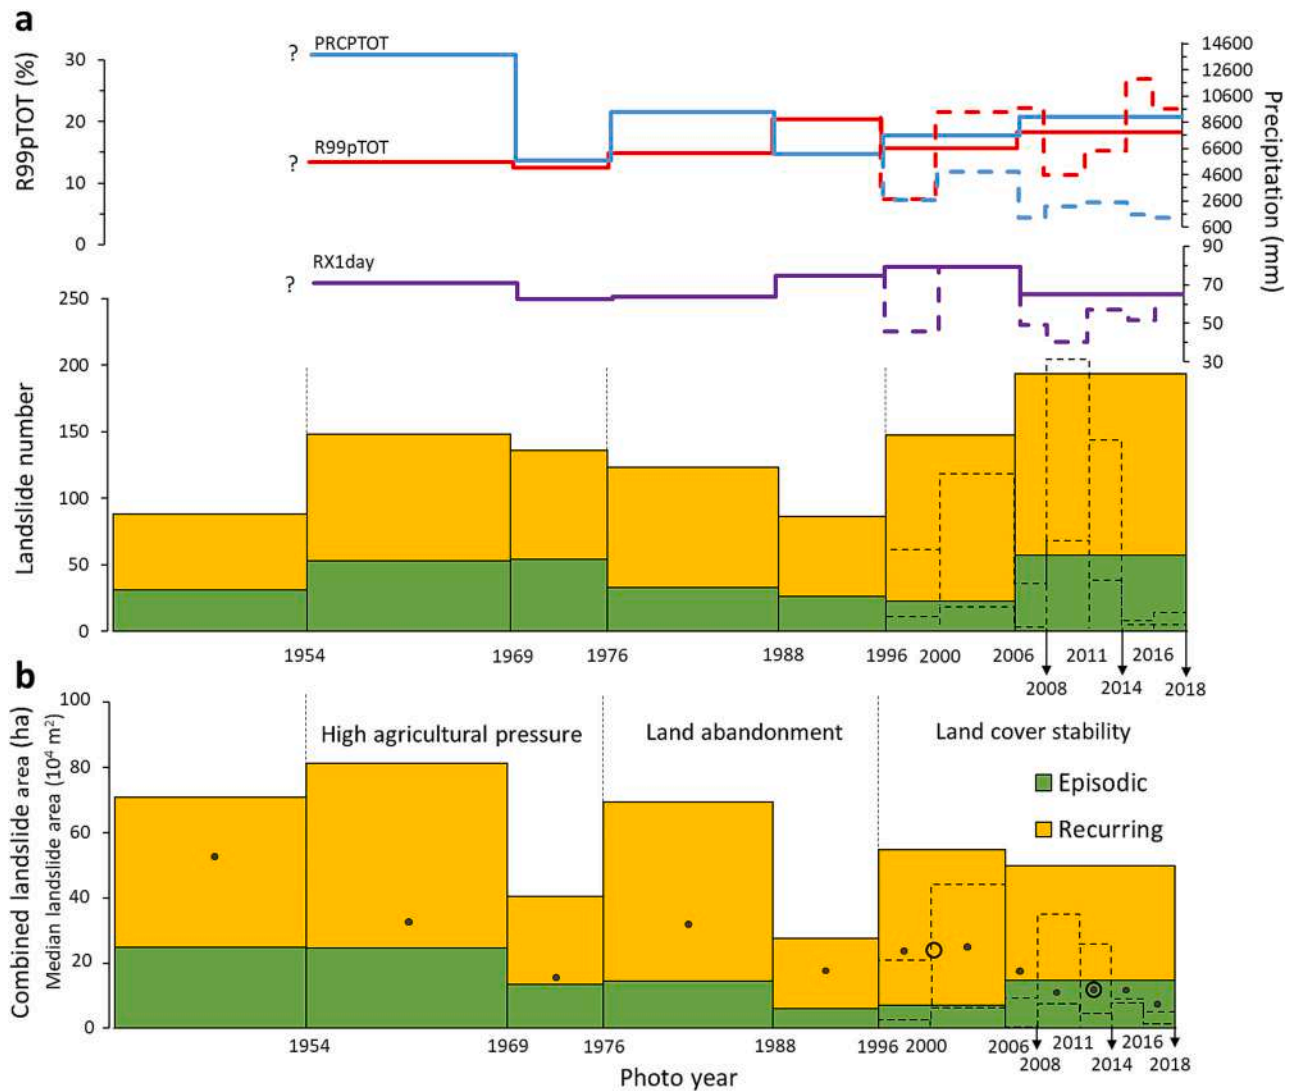 a
R99pTOT (%)
30
20
10
0
? PRCPTOT
? R99pTOT
14600
12600
10600
8600
6600
4600
2600
600
Precipitation (mm)
? RX1day
90
70
50
30
Landslide number
250
200
150
100
50
0
1954 1969 1976 1988 1996 2000 2006 2011 2016
2008 2014 2018
b
Combined landslide area (ha)
Median landslide area (10⁴ m²)
100
80
60
40
20
0
High agricultural pressure Land abandonment Land cover stability
Episodic
Recurring
1954 1969 1976 1988 1996 2000 2006 2011 2016
2008 2014 2018
Photo year